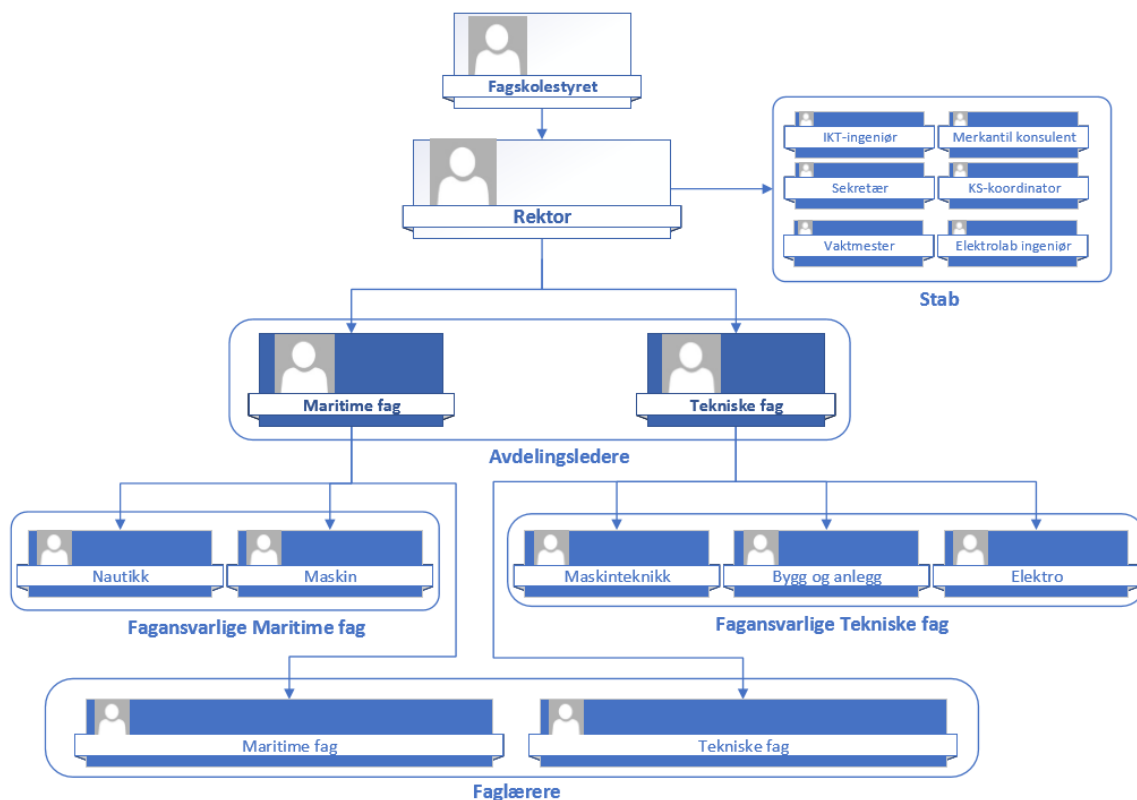 Fagskolestyret
IKT-ingeniør
Merkantil konsulent
Sekretær
KS-koordinator
Rektor
Vaktmester
Elektrolab ingeniør
Stab
Maritime fag
Tekniske fag
Avdelingsledere
Nautikk
Maskin
Maskinteknikk
Bygg og anlegg
Elektro
Fagansvarlige Maritime fag
Fagansvarlige Tekniske fag
Maritime fag
Tekniske fag
Faglærere